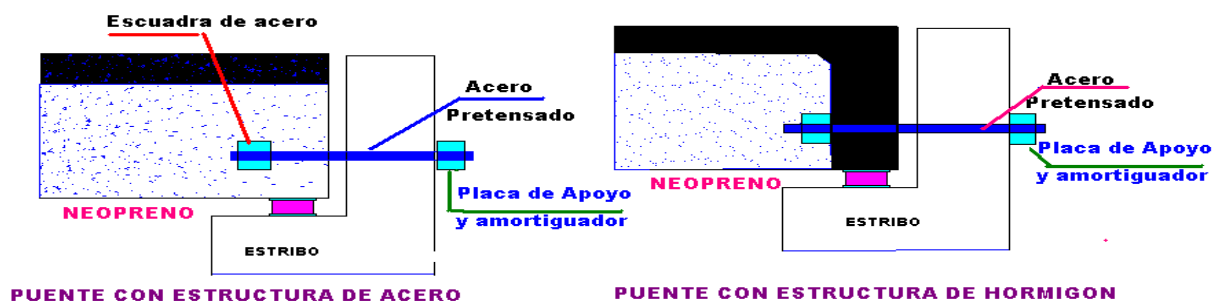 Escuadra de acero
Acero
Pretensado
NEOPRENO
Placa de Apoyo
y amortiguador
ESTRIBO
PUENTE CON ESTRUCTURA DE ACERO
Acero
Pretensado
NEOPRENO
Placa de Apoyo
y amortiguador
ESTRIBO
PUENTE CON ESTRUCTURA DE HORMIGON